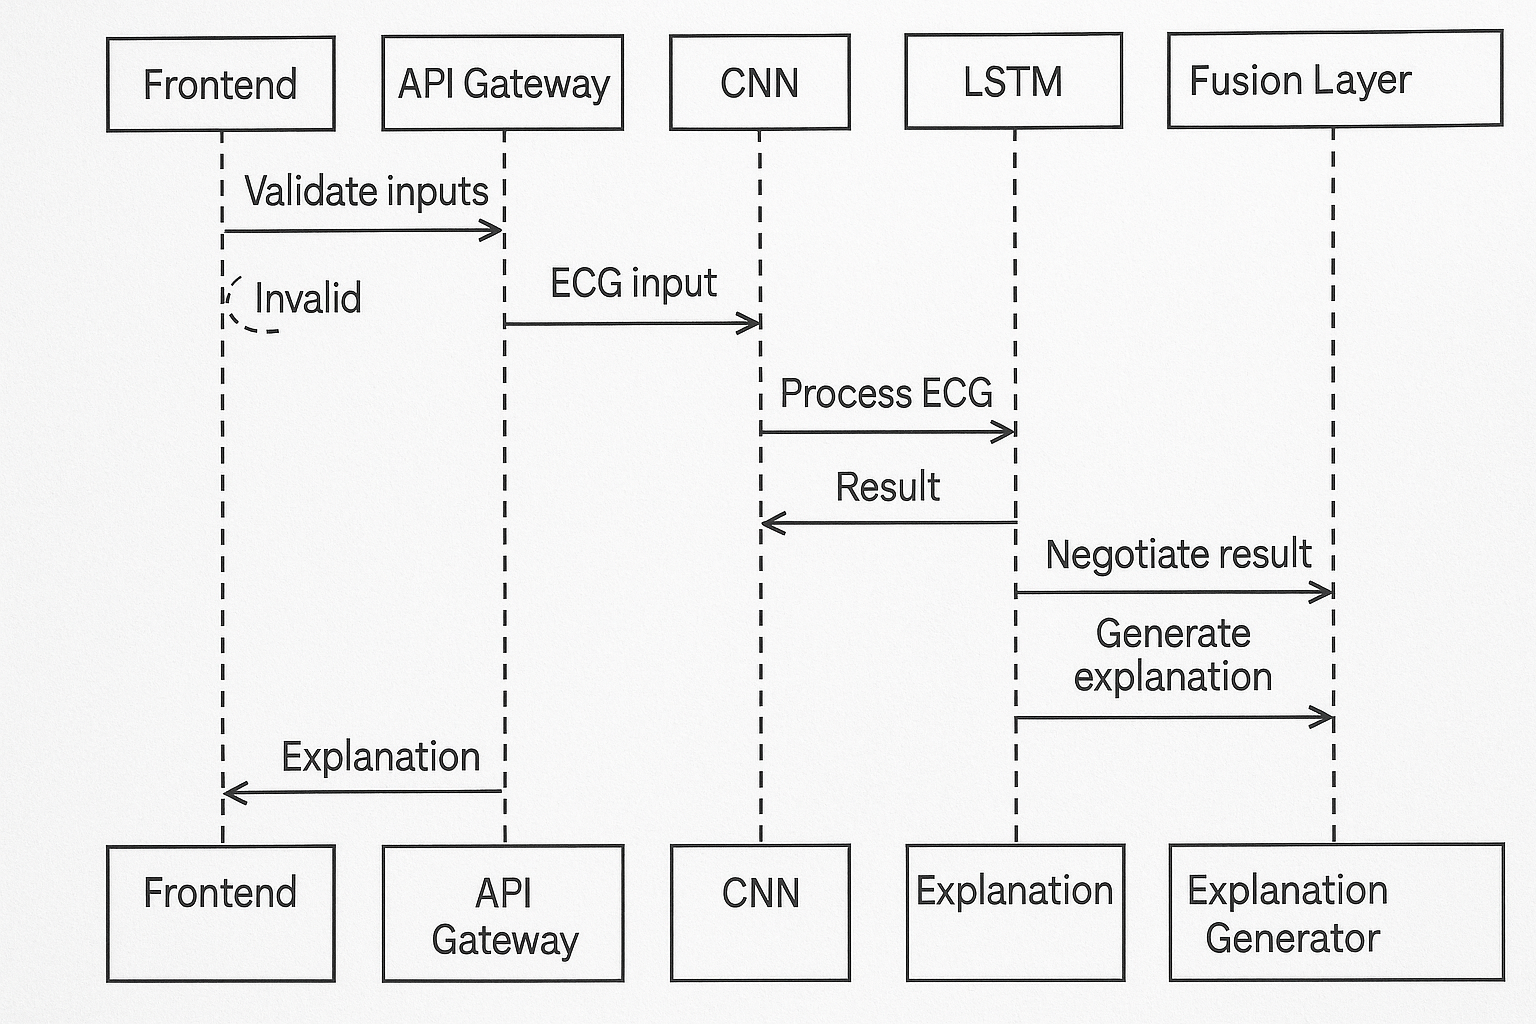 Frontend
API Gateway
CNN
LSTM
Fusion Layer
Validate inputs
Invalid
ECG input
Process ECG
Result
Negotiate result
Generate
explanation
Explanation
Frontend
API
Gateway
CNN
Explanation
Explanation
Generator